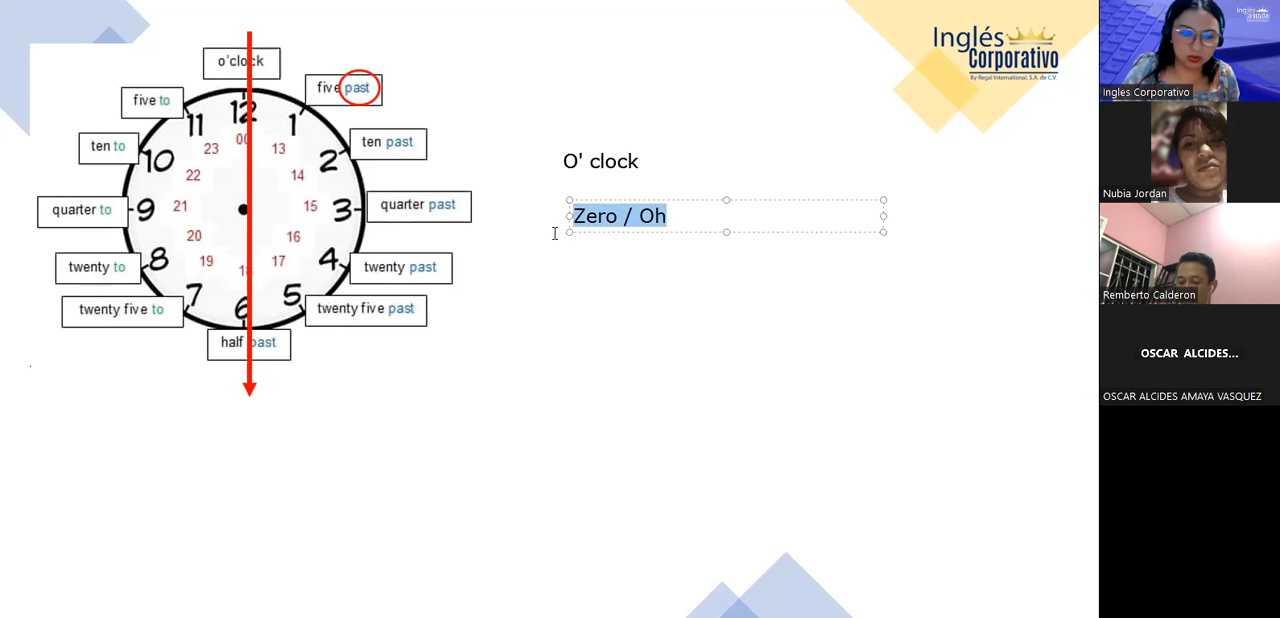 o'clock
five past
five to
ten to
ten past
quarter to
quarter past
twenty to
twenty past
twenty five to
twenty five past
half past
12
1
2
3
4
5
6
7
8
9
10
11
00
13
14
15
16
17
19
20
21
22
23
O' clock
Zero / Oh
Inglés
Corporativo
By Regal International, S.A. de C.V.
Ingles Corporativo
Nubia Jordan
Remberto Calderon
OSCAR ALCIDES...
OSCAR ALCIDES AMAYA VASQUEZ